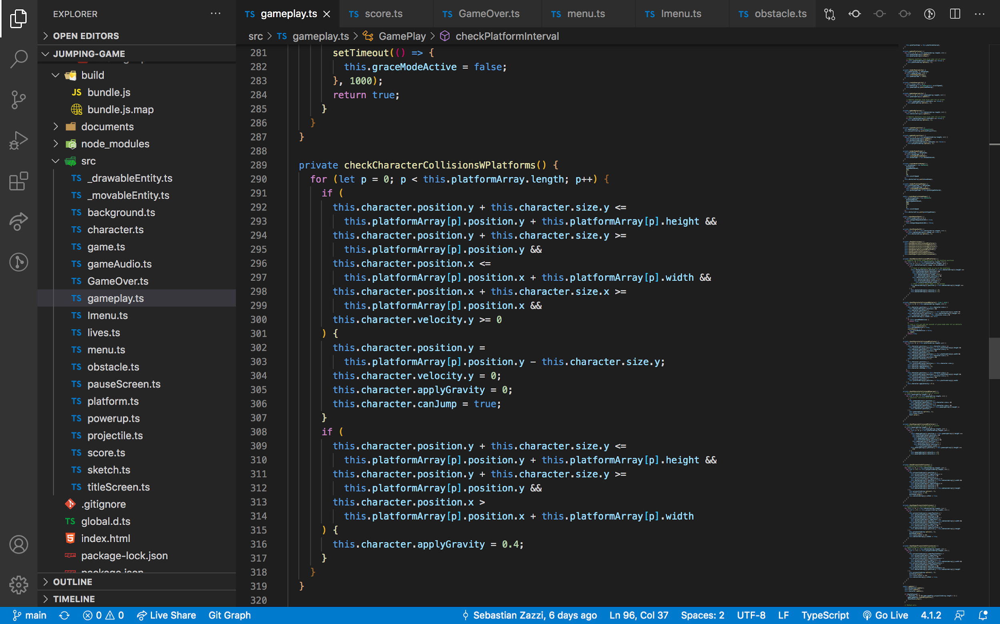 EXPLORER
OPEN EDITORS
JUMPING-GAME
build
JS bundle.js
bundle.js.map
documents
node_modules
src
TS _drawableEntity.ts
TS _movableEntity.ts
TS background.ts
TS character.ts
TS game.ts
TS gameAudio.ts
TS GameOver.ts
TS gameplay.ts
TS lmenu.ts
TS lives.ts
TS menu.ts
TS obstacle.ts
TS pauseScreen.ts
TS platform.ts
TS powerup.ts
TS projectile.ts
TS score.ts
TS sketch.ts
TS titleScreen.ts
.gitignore
TS global.d.ts
index.html
package-lock.json
package.json
OUTLINE
TIMELINE
TS gameplay.ts TS score.ts TS GameOver.ts TS menu.ts TS lmenu.ts TS obstacle.ts
src > TS gameplay.ts > GamePlay > checkPlatformInterval
281 setTimeout(() => {
282 this.graceModeActive = false;
283 }, 1000);
284 return true;
285 }
286 }
287 }
288
289 private checkCharacterCollisionsWPlatforms() {
290 for (let p = 0; p < this.platformArray.length; p++) {
291 if (
292 this.character.position.y + this.character.size.y <=
293 this.platformArray[p].position.y + this.platformArray[p].height &&
294 this.character.position.y + this.character.size.y >=
295 this.platformArray[p].position.y &&
296 this.character.position.x <=
297 this.platformArray[p].position.x + this.platformArray[p].width &&
298 this.character.position.x + this.character.size.x >=
299 this.platformArray[p].position.x &&
300 this.character.velocity.y >= 0
301 ) {
302 this.character.position.y =
303 this.platformArray[p].position.y - this.character.size.y;
304 this.character.velocity.y = 0;
305 this.character.applyGravity = 0;
306 this.character.canJump = true;
307 }
308 if (
309 this.character.position.y + this.character.size.y <=
310 this.platformArray[p].position.y + this.platformArray[p].height &&
311 this.character.position.y + this.character.size.y >=
312 this.platformArray[p].position.y &&
313 this.character.position.x >
314 this.platformArray[p].position.x + this.platformArray[p].width
315 ) {
316 this.character.applyGravity = 0.4;
317 }
318 }
319 }
320
main 0 0 Live Share Git Graph Sebastian Zazzi, 6 days ago Ln 96, Col 37 Spaces: 2 UTF-8 LF TypeScript Go Live 4.1.2